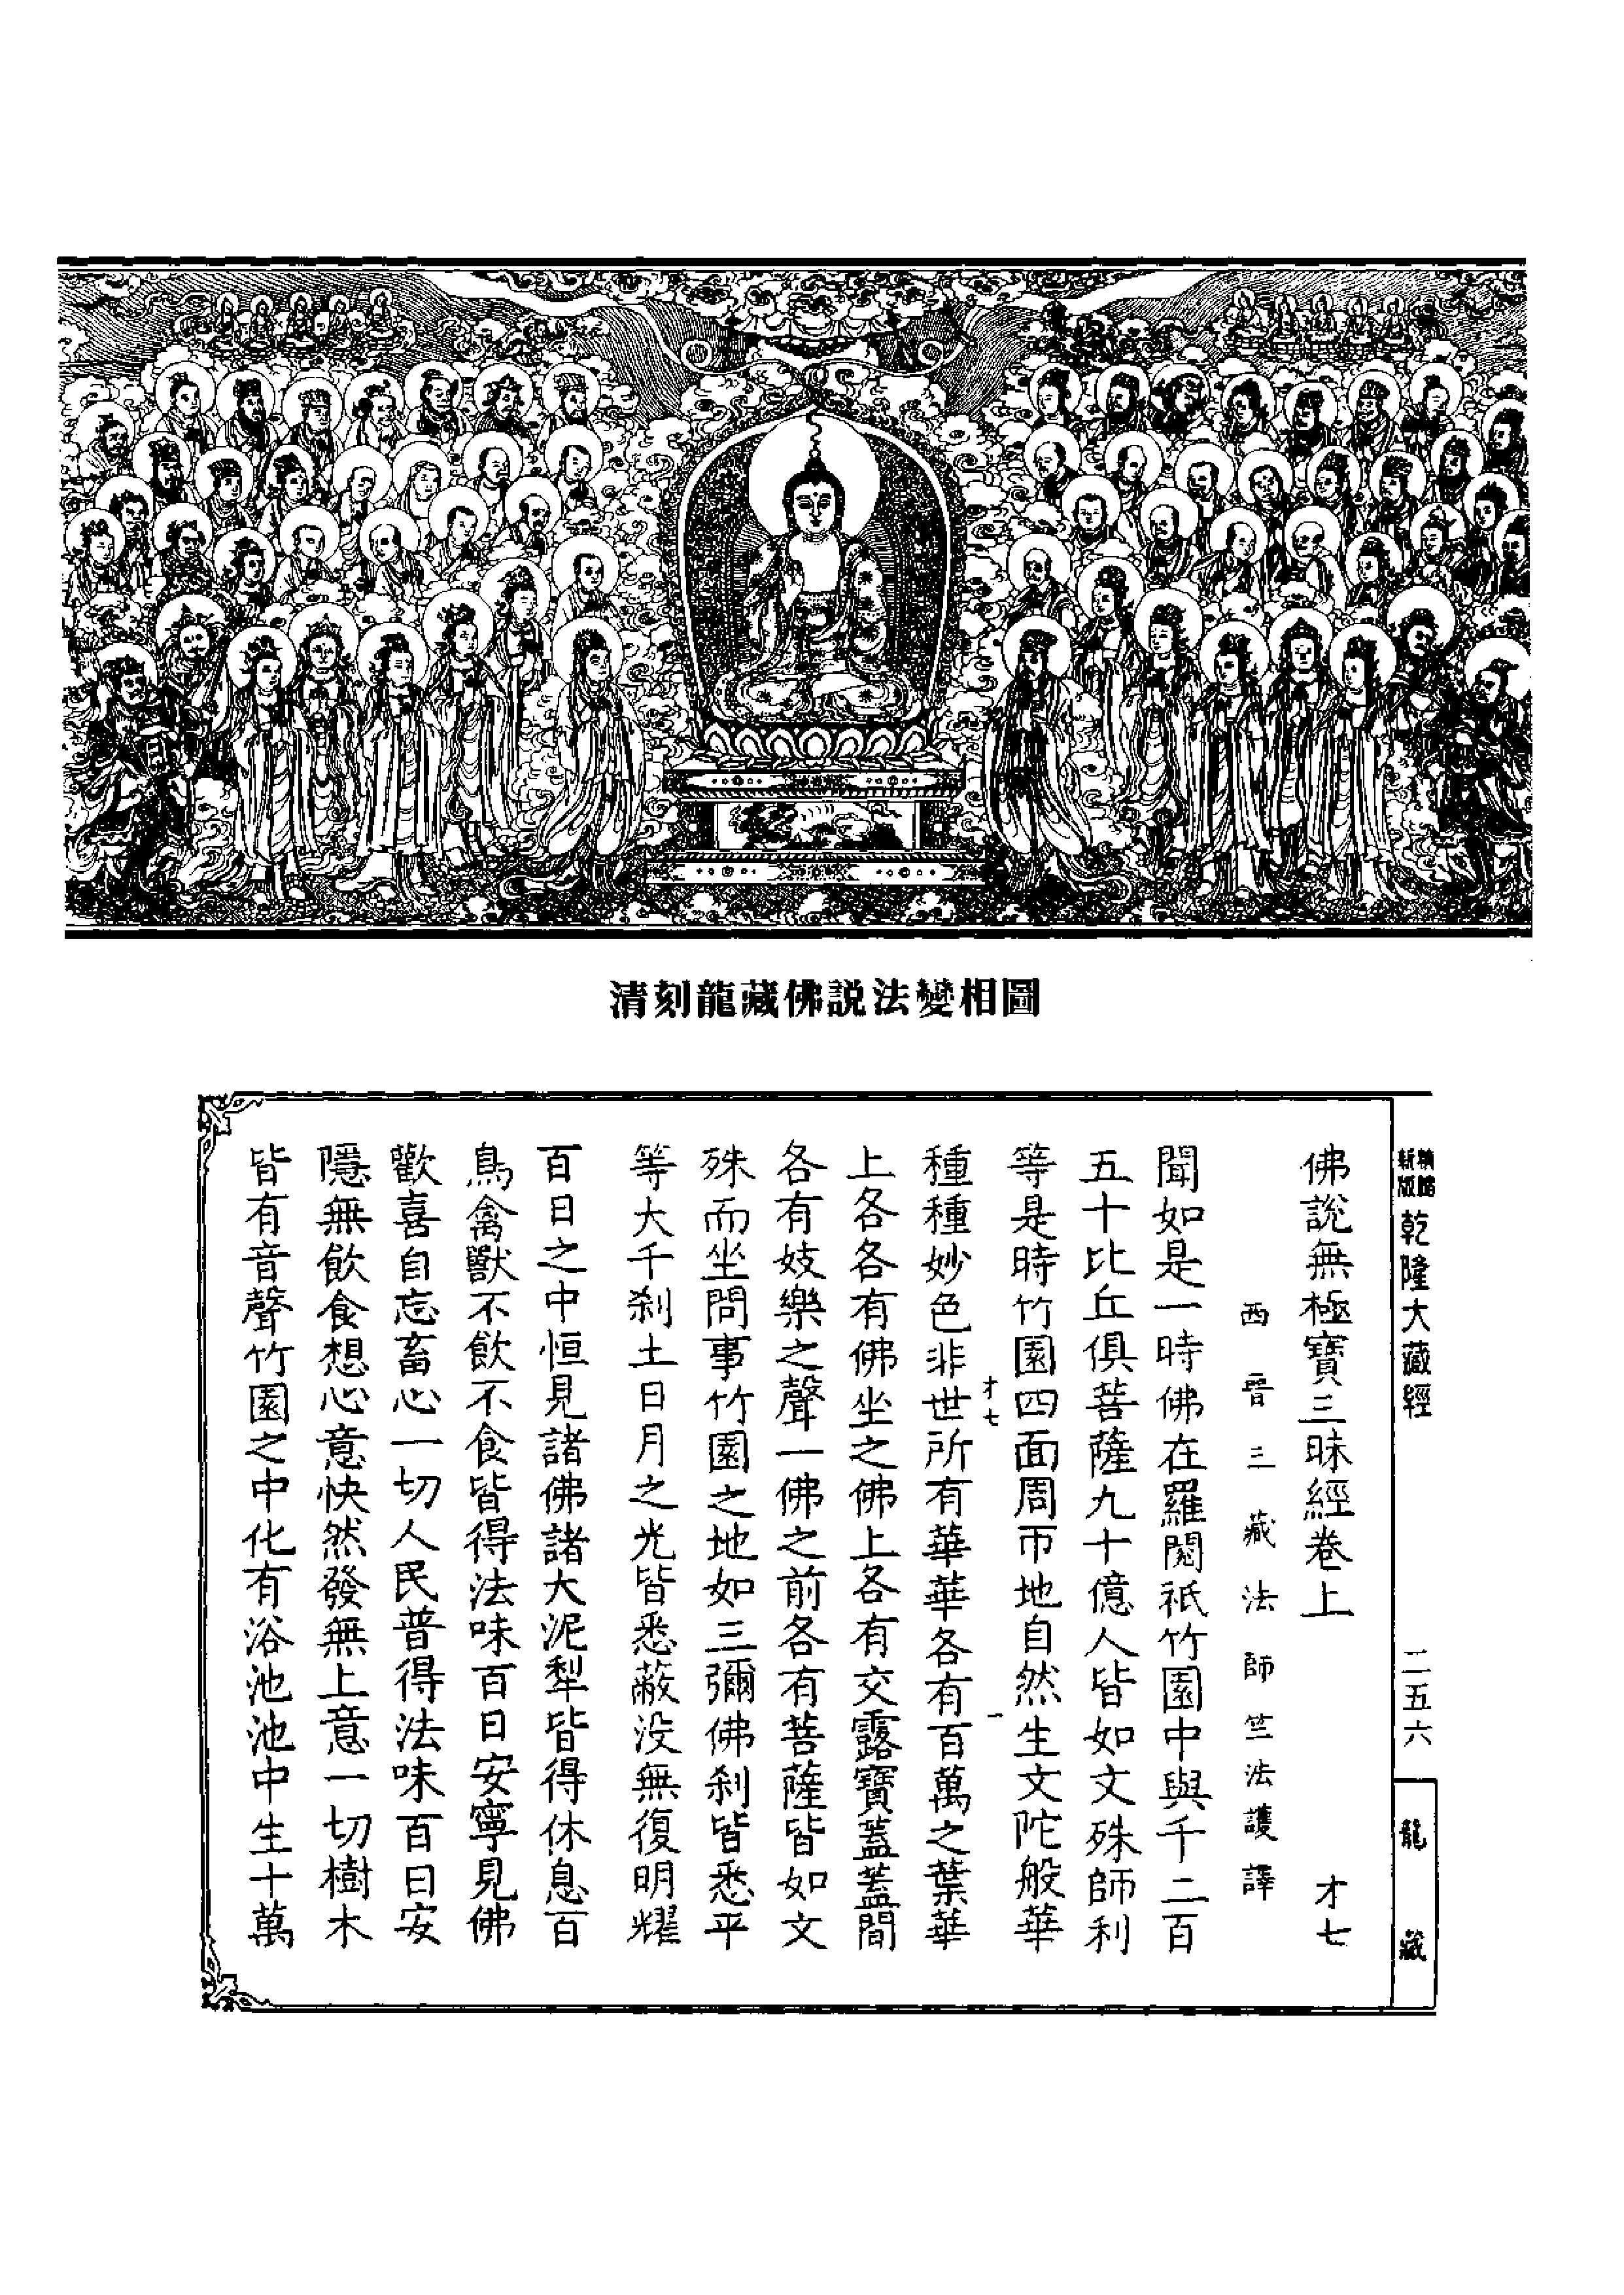 清刻龍藏佛説法變相圖
新版
乾隆大藏經
二五六
龍藏
佛說無極寶三昧經卷上
才七
西晉三藏法師竺法護譯
聞如是一時佛在羅閱祇竹園中與千二百
五十比丘俱菩薩九十億人皆如文殊師利
等是時竹園四面周帀地自然生文陀般華
才七
一
種種妙色非世所有華華各有百萬之葉華
上各各有佛坐之佛上各有交露寶蓋蓋間
各有妓樂之聲一佛之前各有菩薩皆如文
殊而坐問事竹園之地如三彌佛刹皆悉平
等大千刹土日月之光皆悉蔽没無復明耀
百日之中恒見諸佛諸大泥犁皆得休息百
鳥禽獸不飲不食皆得法味百日安寧見佛
歡喜自忘畜心一切人民普得法味百日安
隱無飲食想心意快然發無上意一切樹木
皆有音聲竹園之中化有浴池池中生十萬